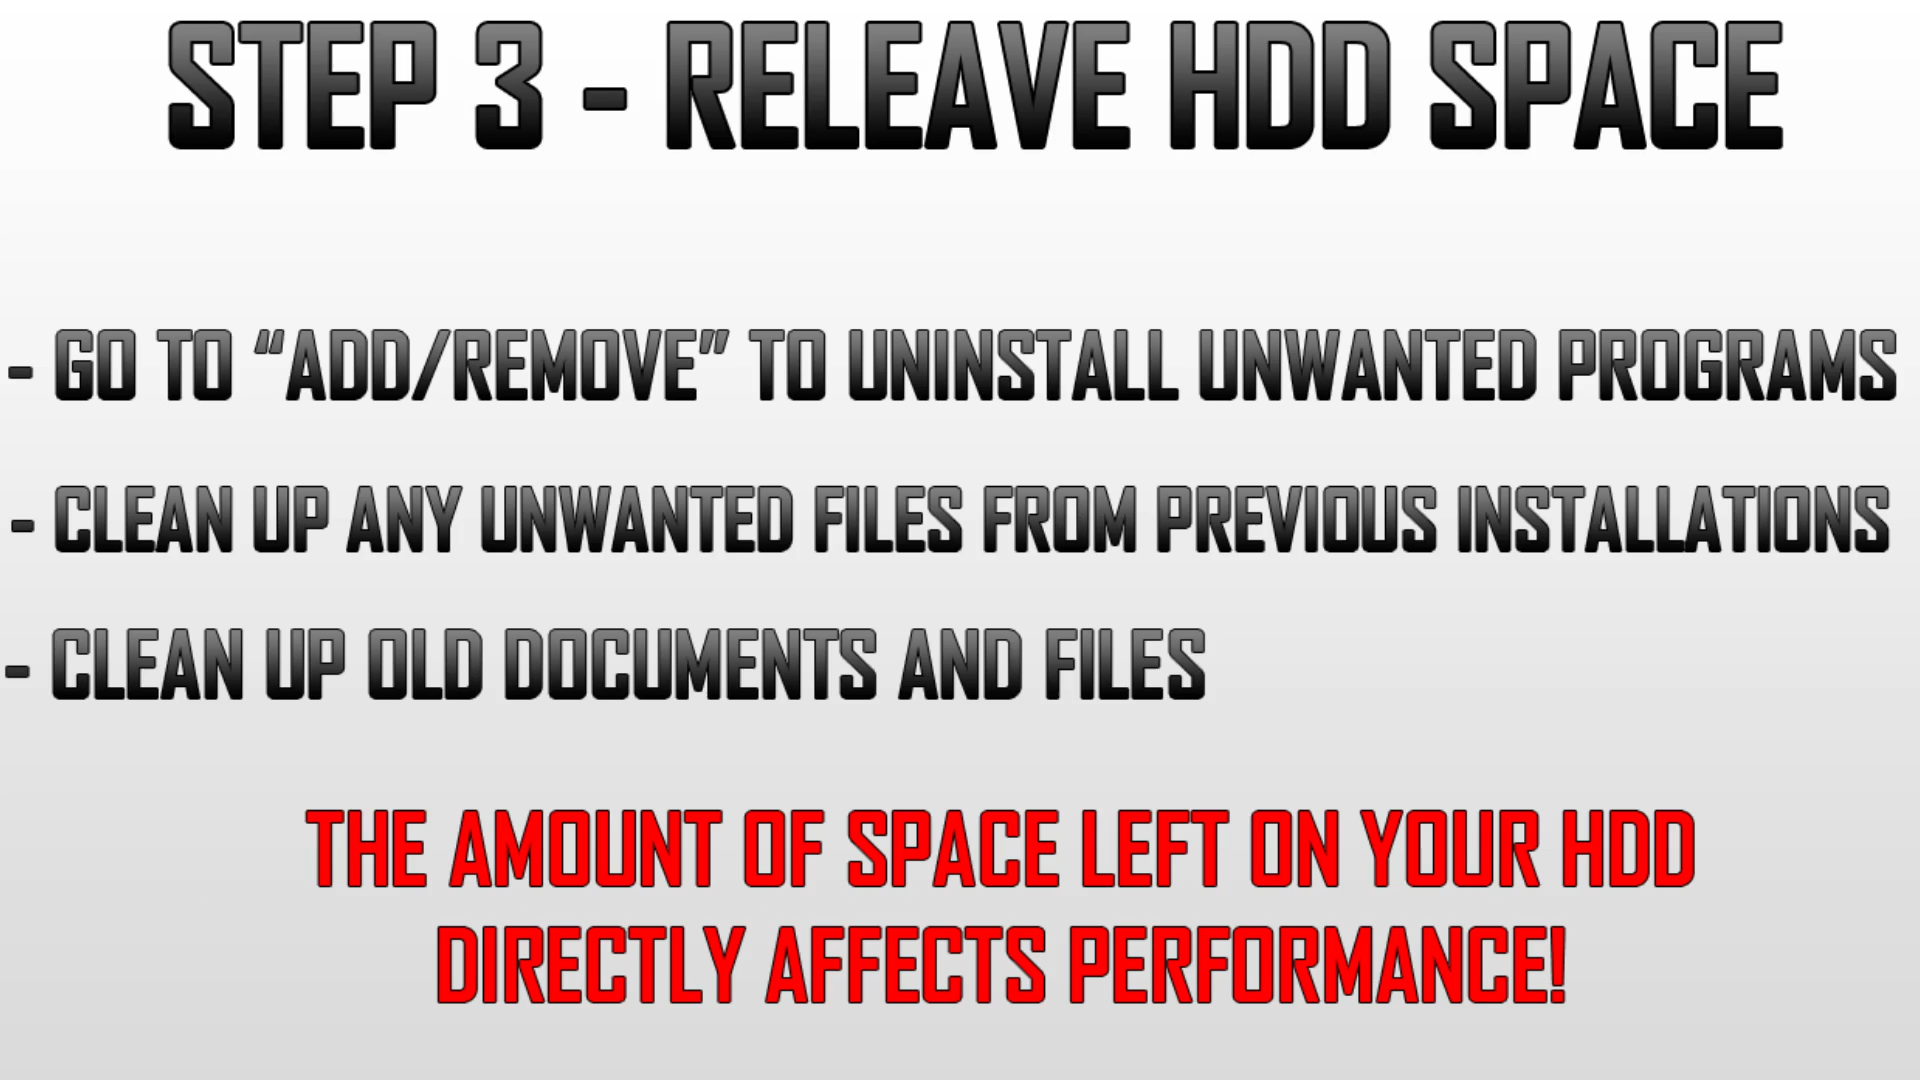 STEP 3 - RELEAVE HDD SPACE
- GO TO “ADD/REMOVE” TO UNINSTALL UNWANTED PROGRAMS
- CLEAN UP ANY UNWANTED FILES FROM PREVIOUS INSTALLATIONS
- CLEAN UP OLD DOCUMENTS AND FILES
THE AMOUNT OF SPACE LEFT ON YOUR HDD
DIRECTLY AFFECTS PERFORMANCE!